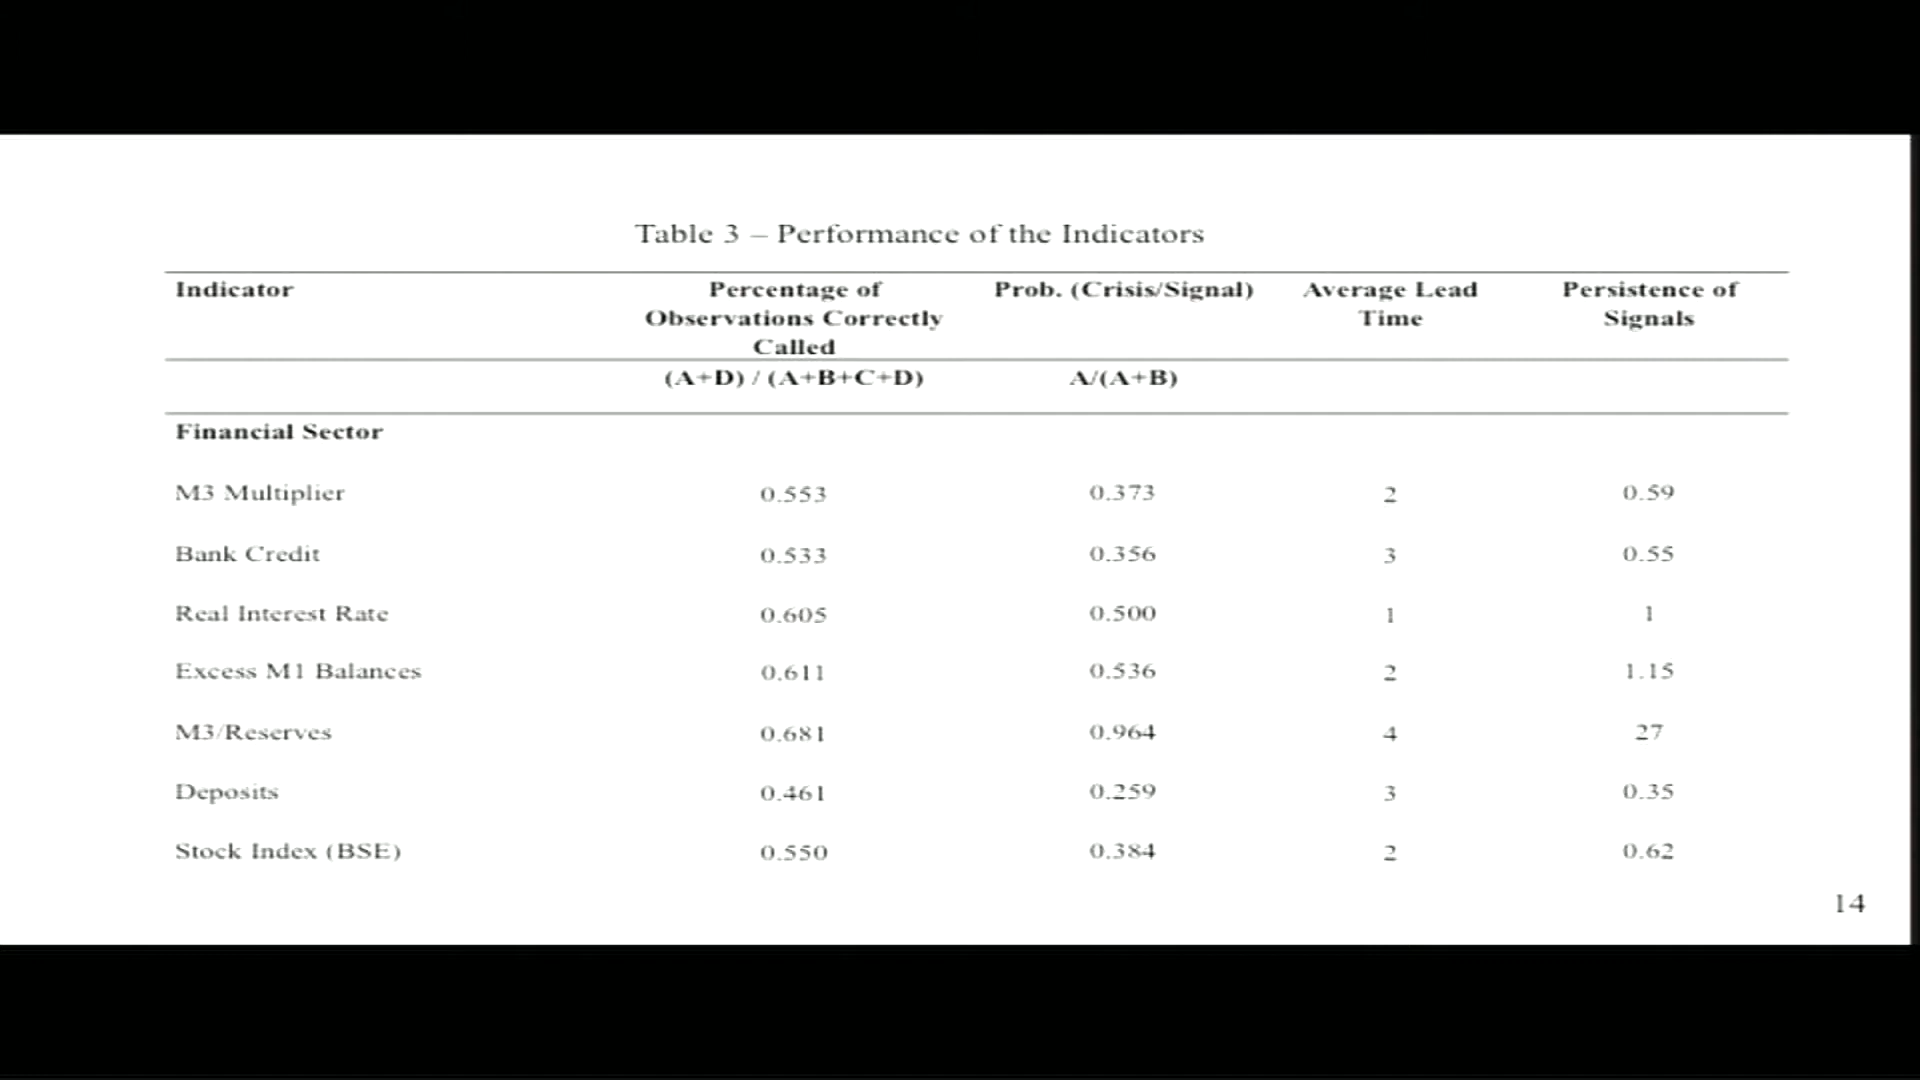 Table 3 – Performance of the Indicators
Indicator Percentage of Observations Correctly Called Prob. (Crisis/Signal) Average Lead Time Persistence of Signals
(A+D) / (A+B+C+D) A/(A+B)
Financial Sector
M3 Multiplier 0.553 0.373 2 0.59
Bank Credit 0.533 0.356 3 0.55
Real Interest Rate 0.605 0.500 1 1
Excess M1 Balances 0.611 0.536 2 1.15
M3/Reserves 0.681 0.964 4 27
Deposits 0.461 0.259 3 0.35
Stock Index (BSE) 0.550 0.384 2 0.62
14